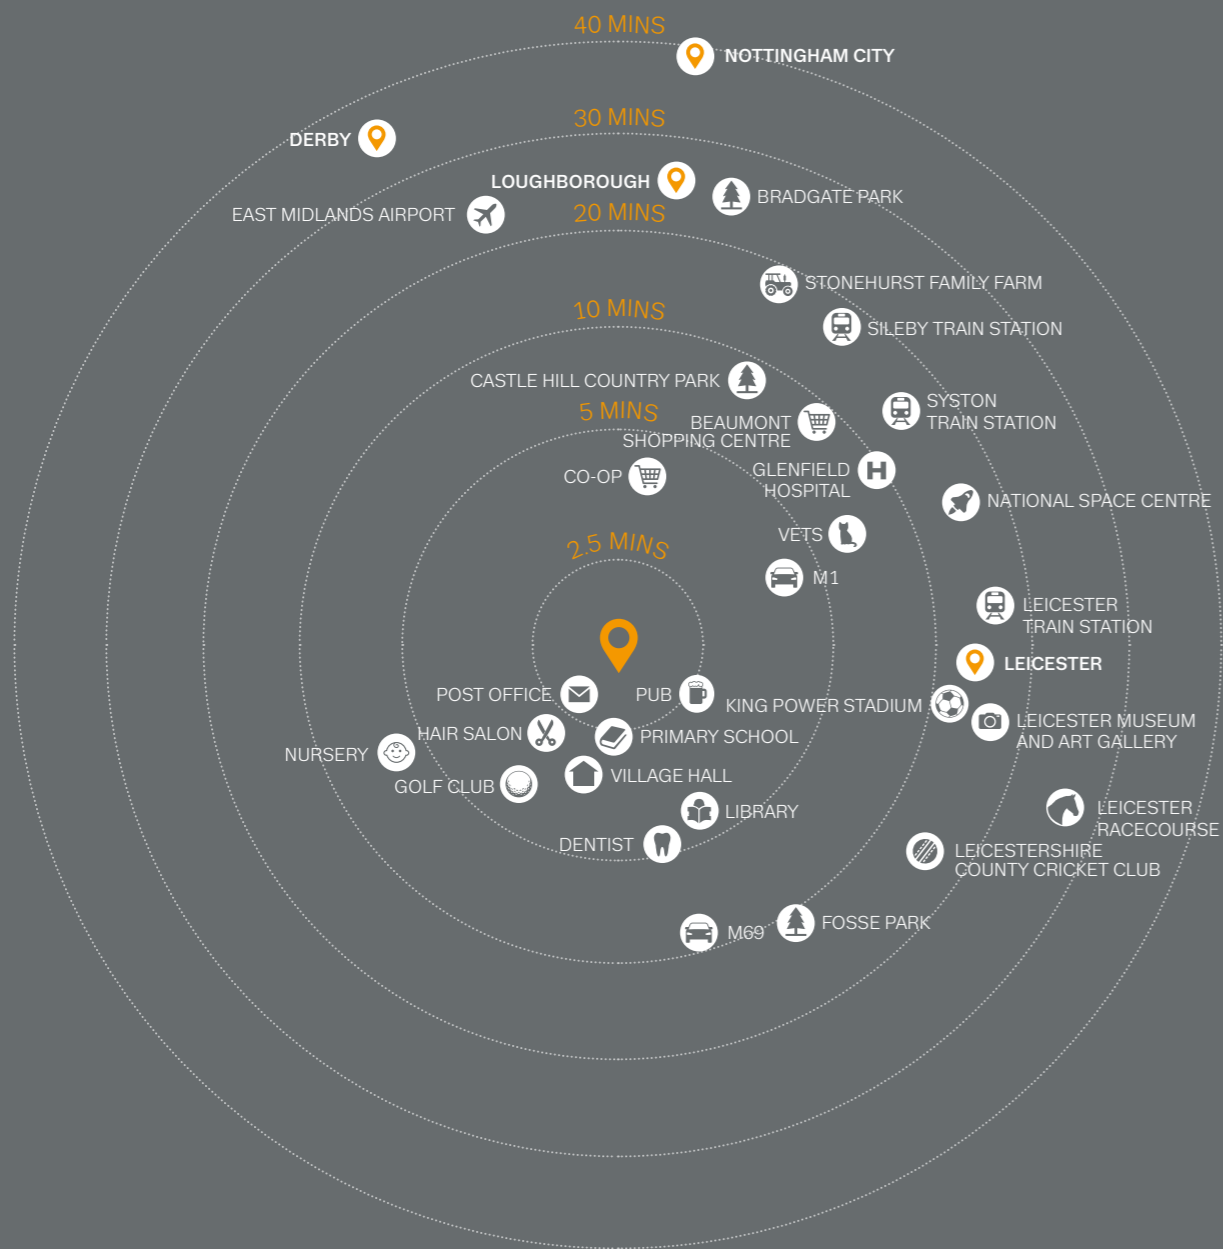 40 MINS
NOTTINGHAM CITY
30 MINS
DERBY
LOUGHBOROUGH
BRADGATE PARK
EAST MIDLANDS AIRPORT
20 MINS
STONEHURST FAMILY FARM
10 MINS
SILEBY TRAIN STATION
CASTLE HILL COUNTRY PARK
5 MINS
SYSTON
TRAIN STATION
BEAUMONT
SHOPPING CENTRE
CO-OP
GLENFIELD
HOSPITAL
H
NATIONAL SPACE CENTRE
VETS
2.5 MINS
M1
LEICESTER
TRAIN STATION
LEICESTER
POST OFFICE
PUB
KING POWER STADIUM
LEICESTER MUSEUM
AND ART GALLERY
HAIR SALON
PRIMARY SCHOOL
NURSERY
VILLAGE HALL
GOLF CLUB
LIBRARY
LEICESTER
RACECOURSE
DENTIST
LEICESTERSHIRE
COUNTY CRICKET CLUB
FOSSE PARK
M69